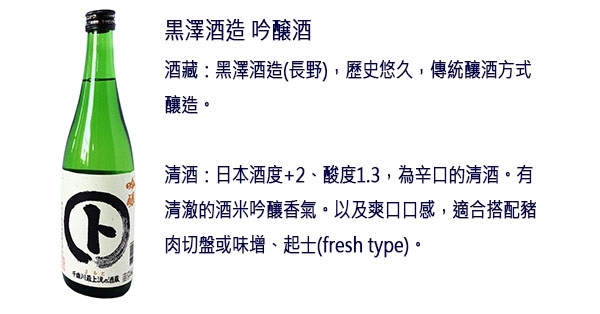 黒澤酒造 吟醸酒
酒藏：黑澤酒造(長野)，歷史悠久，傳統釀酒方式
釀造。
清酒：日本酒度+2、酸度1.3，為辛口的清酒。有
清澈的酒米吟釀香氣。以及爽口口感，適合搭配豬
肉切盤或味增、起士(fresh type)。
吟醸
ト
千曲川最上流の酒蔵